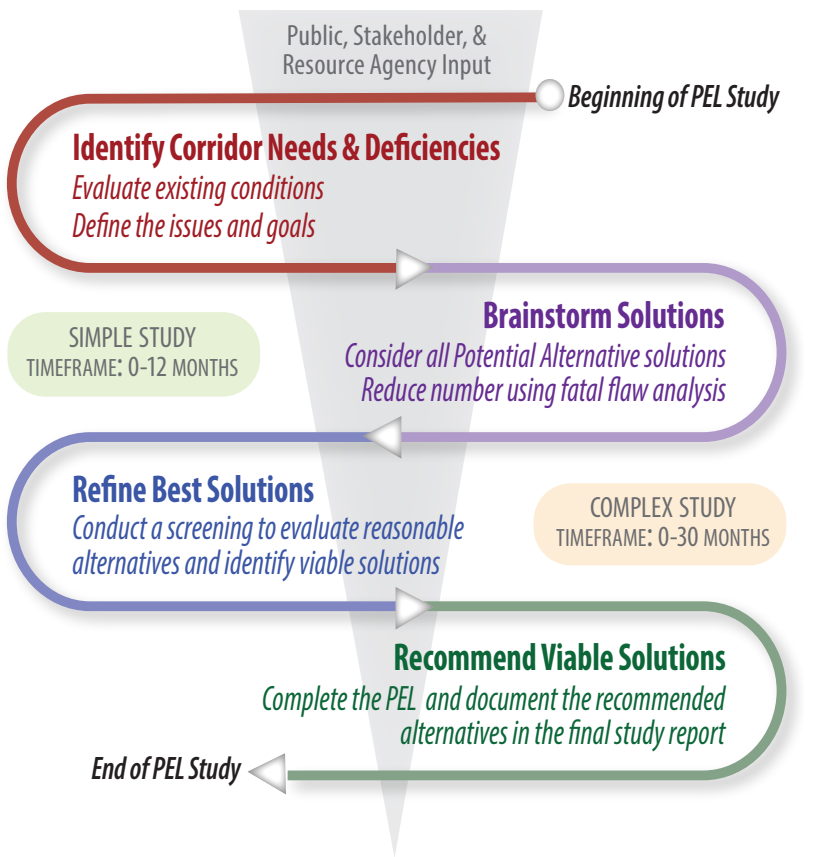 Public, Stakeholder, &
Resource Agency Input
Beginning of PEL Study
Identify Corridor Needs & Deficiencies
Evaluate existing conditions
Define the issues and goals
Brainstorm Solutions
Consider all Potential Alternative solutions
Reduce number using fatal flaw analysis
SIMPLE STUDY
TIMEFRAME: 0-12 MONTHS
Refine Best Solutions
Conduct a screening to evaluate reasonable
alternatives and identify viable solutions
COMPLEX STUDY
TIMEFRAME: 0-30 MONTHS
Recommend Viable Solutions
Complete the PEL and document the recommended
alternatives in the final study report
End of PEL Study